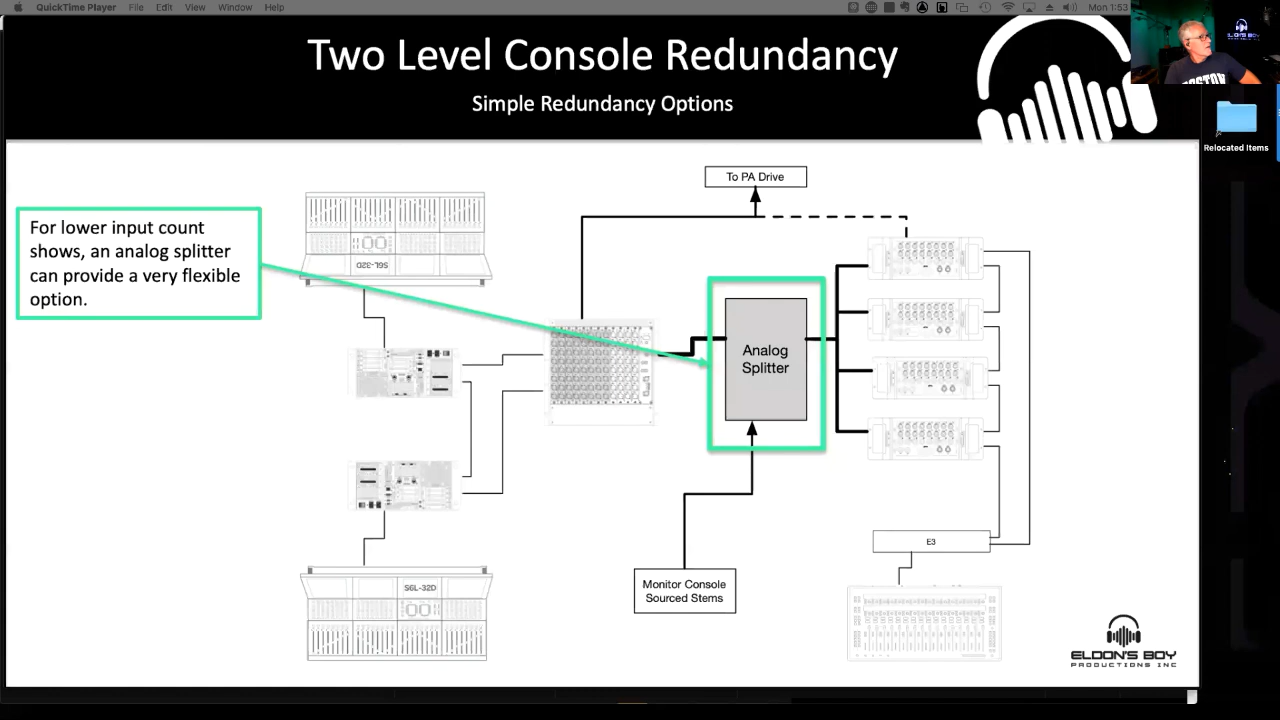 QuickTime Player File Edit View Window Help
Mon 1:53
Two Level Console Redundancy
Simple Redundancy Options
Relocated Items
To PA Drive
For lower input count
shows, an analog splitter
can provide a very flexible
option.
S6L-32D
Analog
Splitter
E3
Monitor Console
Sourced Stems
S6L-32D
ELDON'S BOY
PRODUCTIONS INC